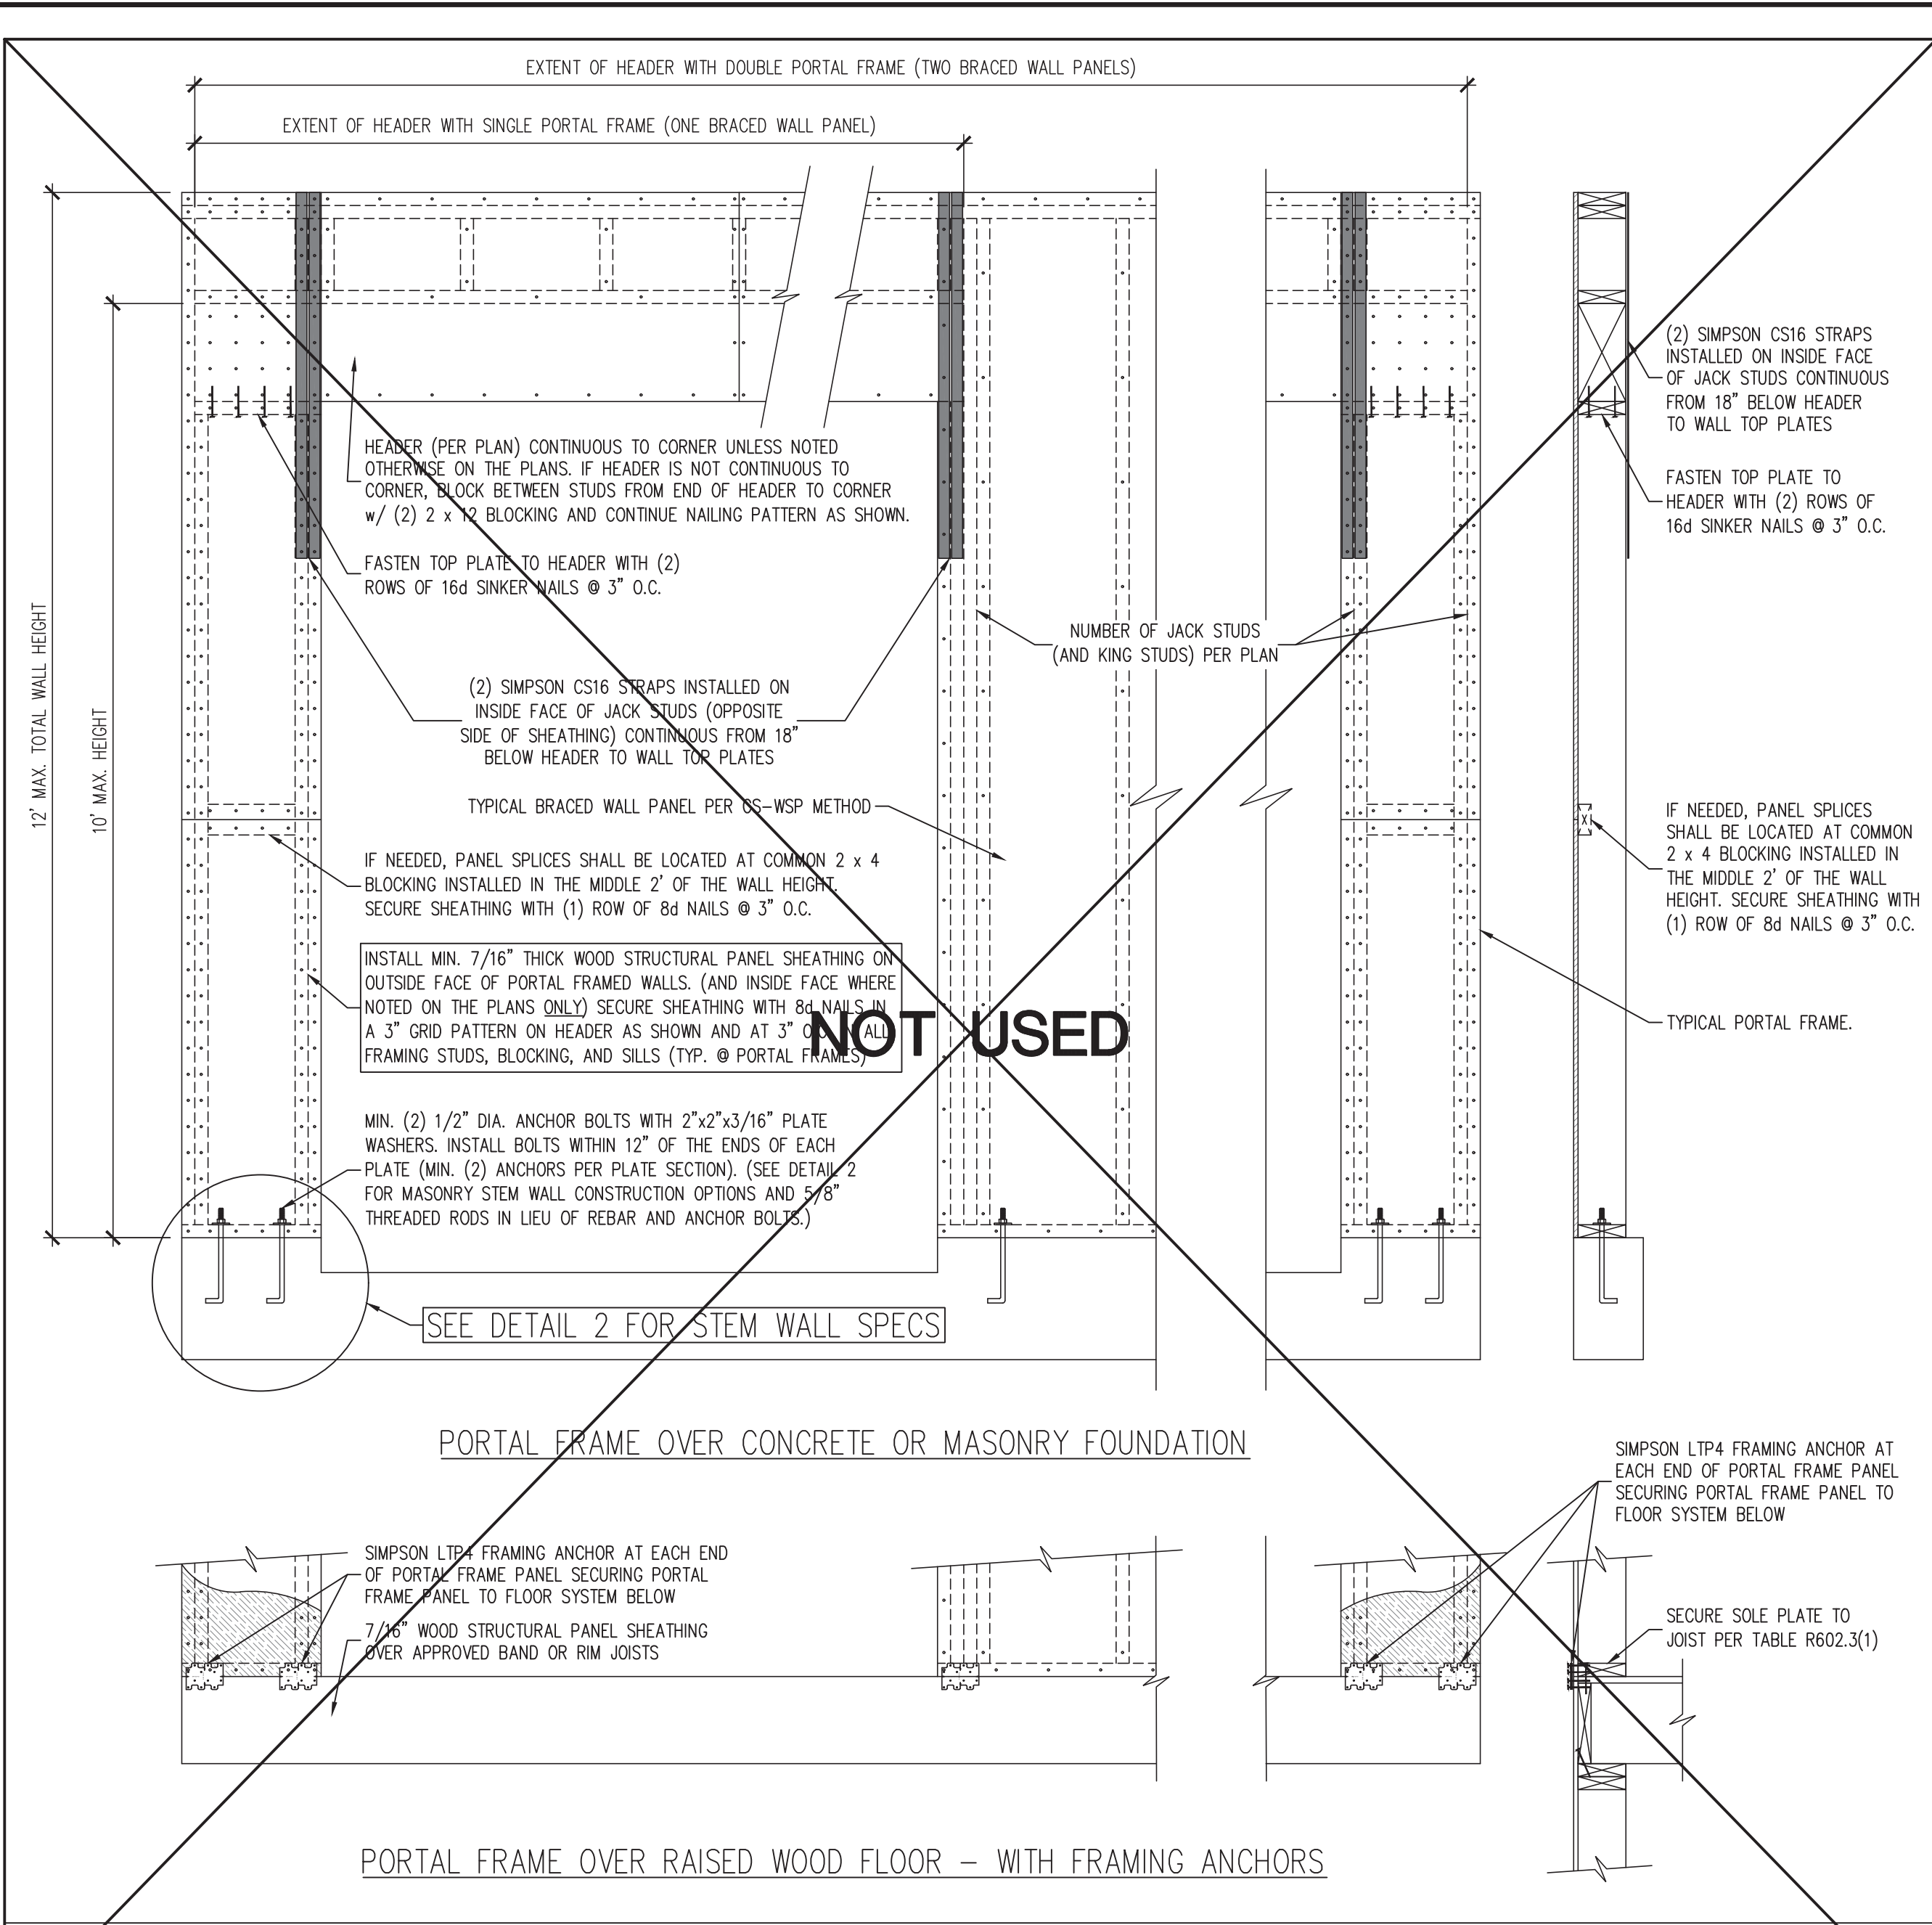 EXTENT OF HEADER WITH DOUBLE PORTAL FRAME (TWO BRACED WALL PANELS)
EXTENT OF HEADER WITH SINGLE PORTAL FRAME (ONE BRACED WALL PANEL)
12' MAX. TOTAL WALL HEIGHT
10' MAX. HEIGHT
HEADER (PER PLAN) CONTINUOUS TO CORNER UNLESS NOTED
OTHERWISE ON THE PLANS. IF HEADER IS NOT CONTINUOUS TO
CORNER, BLOCK BETWEEN STUDS FROM END OF HEADER TO CORNER
w/ (2) 2 x 12 BLOCKING AND CONTINUE NAILING PATTERN AS SHOWN.
FASTEN TOP PLATE TO HEADER WITH (2)
ROWS OF 16d SINKER NAILS @ 3" O.C.
(2) SIMPSON CS16 STRAPS INSTALLED ON
INSIDE FACE OF JACK STUDS (OPPOSITE
SIDE OF SHEATHING) CONTINUOUS FROM 18"
BELOW HEADER TO WALL TOP PLATES
NUMBER OF JACK STUDS
(AND KING STUDS) PER PLAN
TYPICAL BRACED WALL PANEL PER CS-WSP METHOD
IF NEEDED, PANEL SPLICES SHALL BE LOCATED AT COMMON 2 x 4
BLOCKING INSTALLED IN THE MIDDLE 2' OF THE WALL HEIGHT.
SECURE SHEATHING WITH (1) ROW OF 8d NAILS @ 3" O.C.
INSTALL MIN. 7/16" THICK WOOD STRUCTURAL PANEL SHEATHING ON
OUTSIDE FACE OF PORTAL FRAMED WALLS. (AND INSIDE FACE WHERE
NOTED ON THE PLANS ONLY) SECURE SHEATHING WITH 8d NAILS IN
A 3" GRID PATTERN ON HEADER AS SHOWN AND AT 3" O.C. IN ALL
FRAMING STUDS, BLOCKING, AND SILLS (TYP. @ PORTAL FRAMES)
NOT USED
MIN. (2) 1/2" DIA. ANCHOR BOLTS WITH 2"x2"x3/16" PLATE
WASHERS. INSTALL BOLTS WITHIN 12" OF THE ENDS OF EACH
PLATE (MIN. (2) ANCHORS PER PLATE SECTION). (SEE DETAIL 2
FOR MASONRY STEM WALL CONSTRUCTION OPTIONS AND 5/8"
THREADED RODS IN LIEU OF REBAR AND ANCHOR BOLTS.)
SEE DETAIL 2 FOR STEM WALL SPECS
(2) SIMPSON CS16 STRAPS
INSTALLED ON INSIDE FACE
OF JACK STUDS CONTINUOUS
FROM 18" BELOW HEADER
TO WALL TOP PLATES
FASTEN TOP PLATE TO
HEADER WITH (2) ROWS OF
16d SINKER NAILS @ 3" O.C.
IF NEEDED, PANEL SPLICES
SHALL BE LOCATED AT COMMON
2 x 4 BLOCKING INSTALLED IN
THE MIDDLE 2' OF THE WALL
HEIGHT. SECURE SHEATHING WITH
(1) ROW OF 8d NAILS @ 3" O.C.
TYPICAL PORTAL FRAME.
PORTAL FRAME OVER CONCRETE OR MASONRY FOUNDATION
SIMPSON LTP4 FRAMING ANCHOR AT EACH END
OF PORTAL FRAME PANEL SECURING PORTAL
FRAME PANEL TO FLOOR SYSTEM BELOW
7/16" WOOD STRUCTURAL PANEL SHEATHING
OVER APPROVED BAND OR RIM JOISTS
SIMPSON LTP4 FRAMING ANCHOR AT
EACH END OF PORTAL FRAME PANEL
SECURING PORTAL FRAME PANEL TO
FLOOR SYSTEM BELOW
SECURE SOLE PLATE TO
JOIST PER TABLE R602.3(1)
PORTAL FRAME OVER RAISED WOOD FLOOR – WITH FRAMING ANCHORS